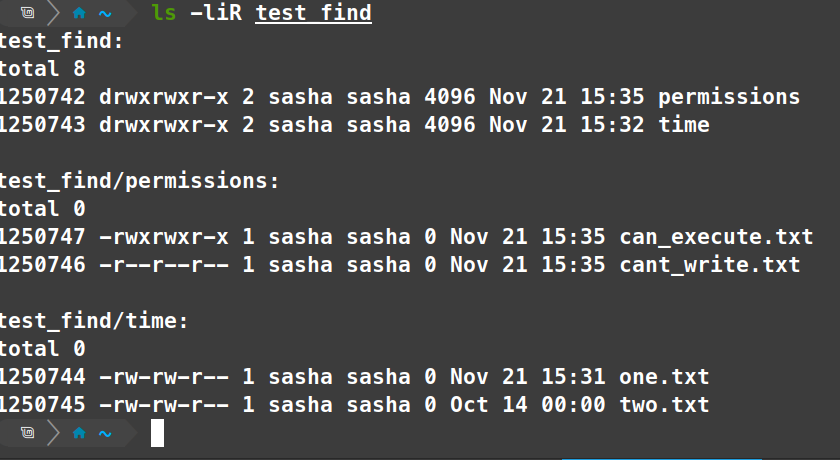 ~ ls -liR test_find
test_find:
total 8
1250742 drwxrwxr-x 2 sasha sasha 4096 Nov 21 15:35 permissions
1250743 drwxrwxr-x 2 sasha sasha 4096 Nov 21 15:32 time
test_find/permissions:
total 0
1250747 -rwxrwxr-x 1 sasha sasha 0 Nov 21 15:35 can_execute.txt
1250746 -r--r--r-- 1 sasha sasha 0 Nov 21 15:35 cant_write.txt
test_find/time:
total 0
1250744 -rw-rw-r-- 1 sasha sasha 0 Nov 21 15:31 one.txt
1250745 -rw-rw-r-- 1 sasha sasha 0 Oct 14 00:00 two.txt
~